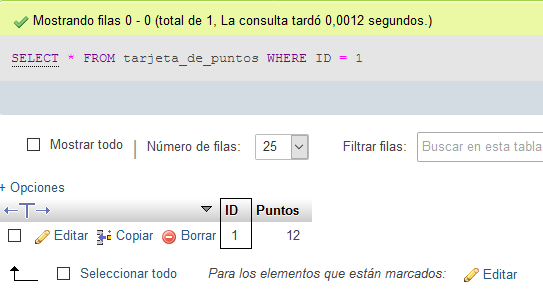 Mostrando filas 0 - 0 (total de 1, La consulta tardó 0,0012 segundos.)
SELECT * FROM tarjeta_de_puntos WHERE ID = 1
Mostrar todo | Número de filas: 25 Filtrar filas: Buscar en esta tabla
+ Opciones
←T→ ID Puntos
Editar Copiar Borrar 1 12
Seleccionar todo Para los elementos que están marcados: Editar